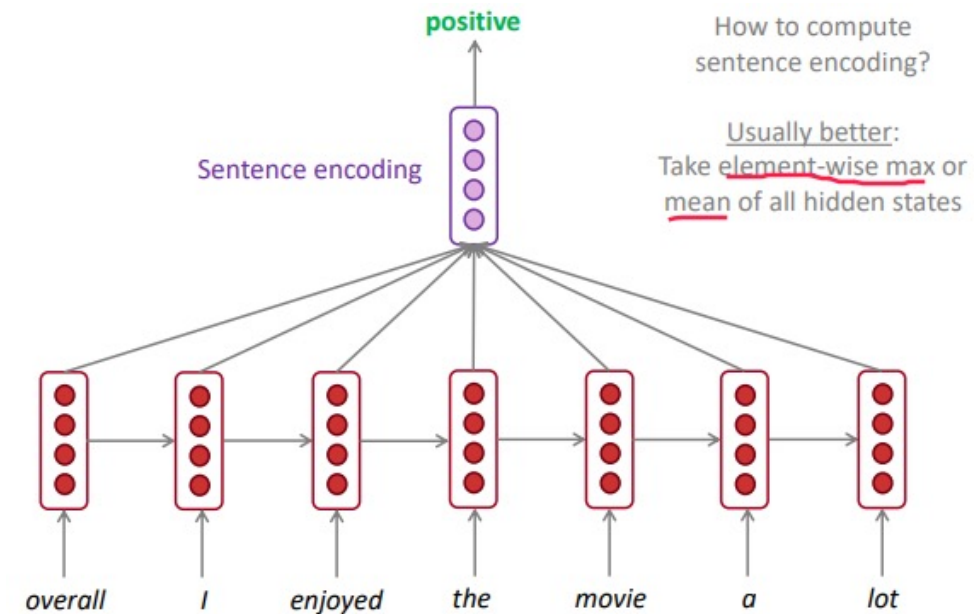 positive
How to compute
sentence encoding?
Usually better:
Take element-wise max or
mean of all hidden states
Sentence encoding
overall I enjoyed the movie a lot